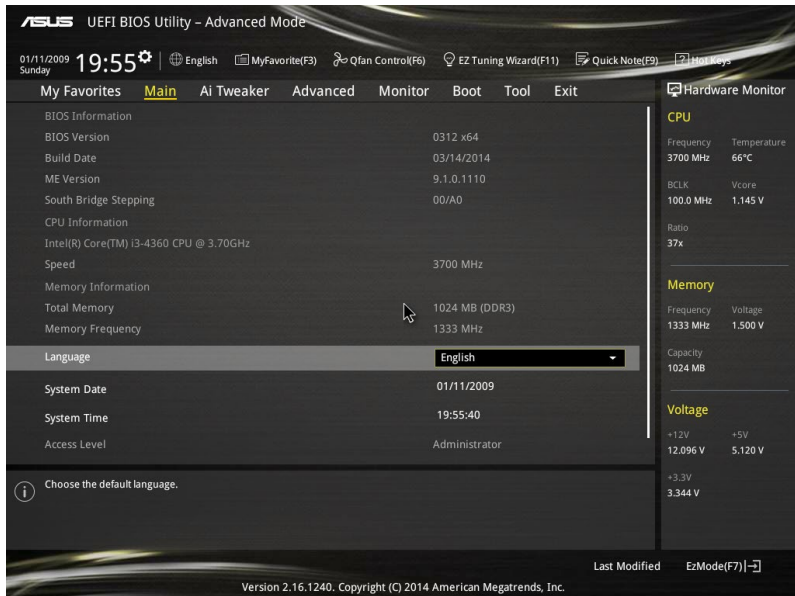 ASUS UEFI BIOS Utility – Advanced Mode
01/11/2009 Sunday 19:55 English MyFavorite(F3) Qfan Control(F6) EZ Tuning Wizard(F11) Quick Note(F9) ? Hot Keys
My Favorites Main Ai Tweaker Advanced Monitor Boot Tool Exit
BIOS Information
BIOS Version 0312 x64
Build Date 03/14/2014
ME Version 9.1.0.1110
South Bridge Stepping 00/A0
CPU Information
Intel(R) Core(TM) i3-4360 CPU @ 3.70GHz
Speed 3700 MHz
Memory Information
Total Memory 1024 MB (DDR3)
Memory Frequency 1333 MHz
Language English
System Date 01/11/2009
System Time 19:55:40
Access Level Administrator
Choose the default language.
Hardware Monitor
CPU
Frequency Temperature
3700 MHz 66°C
BCLK Vcore
100.0 MHz 1.145 V
Ratio
37x
Memory
Frequency Voltage
1333 MHz 1.500 V
Capacity
1024 MB
Voltage
+12V +5V
12.096 V 5.120 V
+3.3V
3.344 V
Last Modified EzMode(F7)
Version 2.16.1240. Copyright (C) 2014 American Megatrends, Inc.